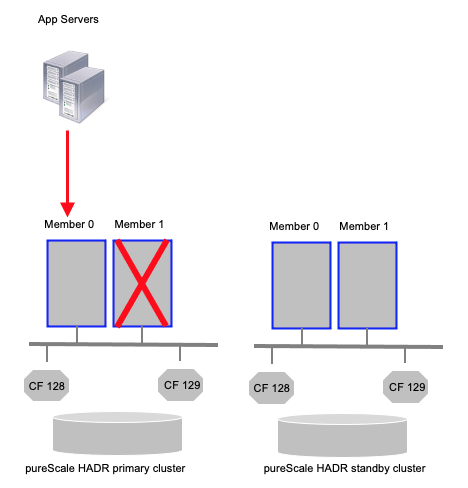 App Servers
Member 0
Member 1
Member 0
Member 1
CF 128
CF 129
CF 128
CF 129
pureScale HADR primary cluster
pureScale HADR standby cluster